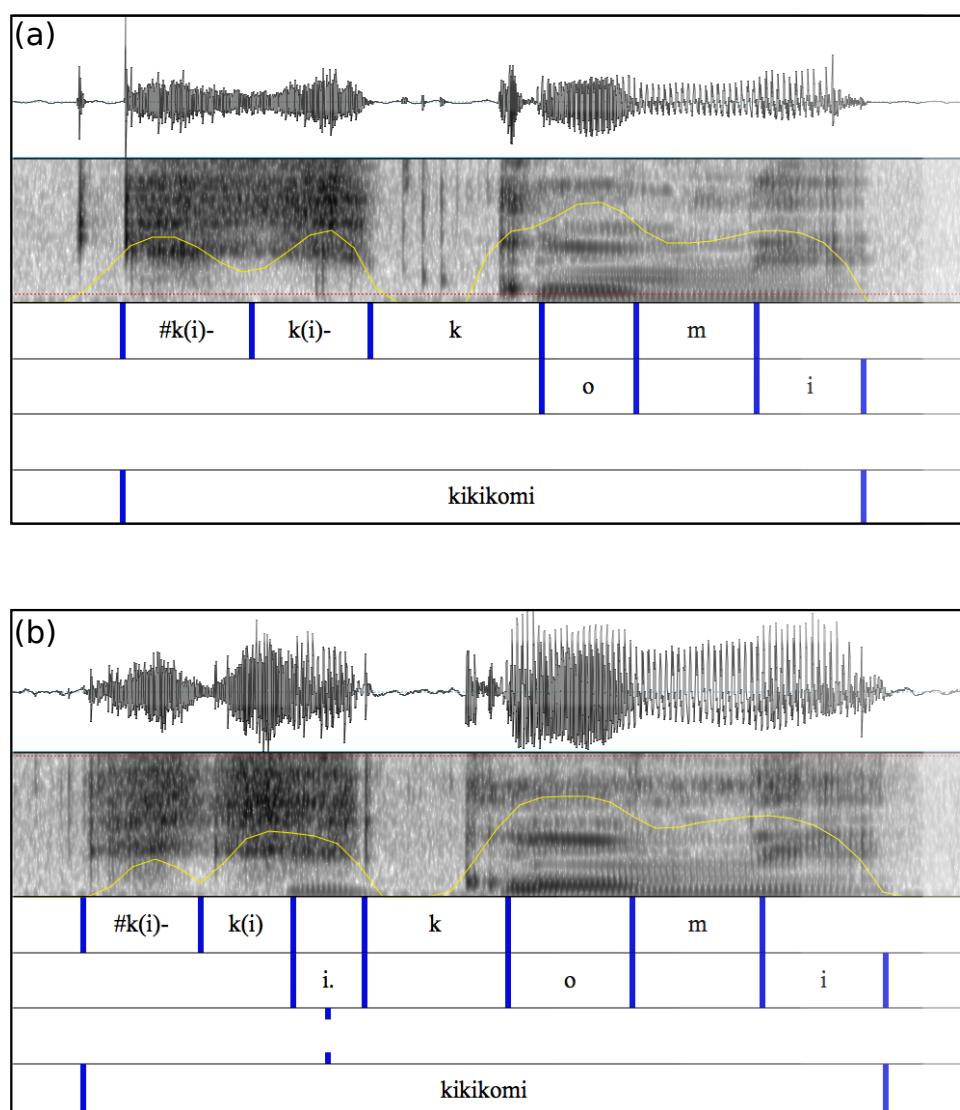 (a)
#k(i)- k(i)- k m
o i
kikikomi
(b)
#k(i)- k(i) k m
i. o i
kikikomi